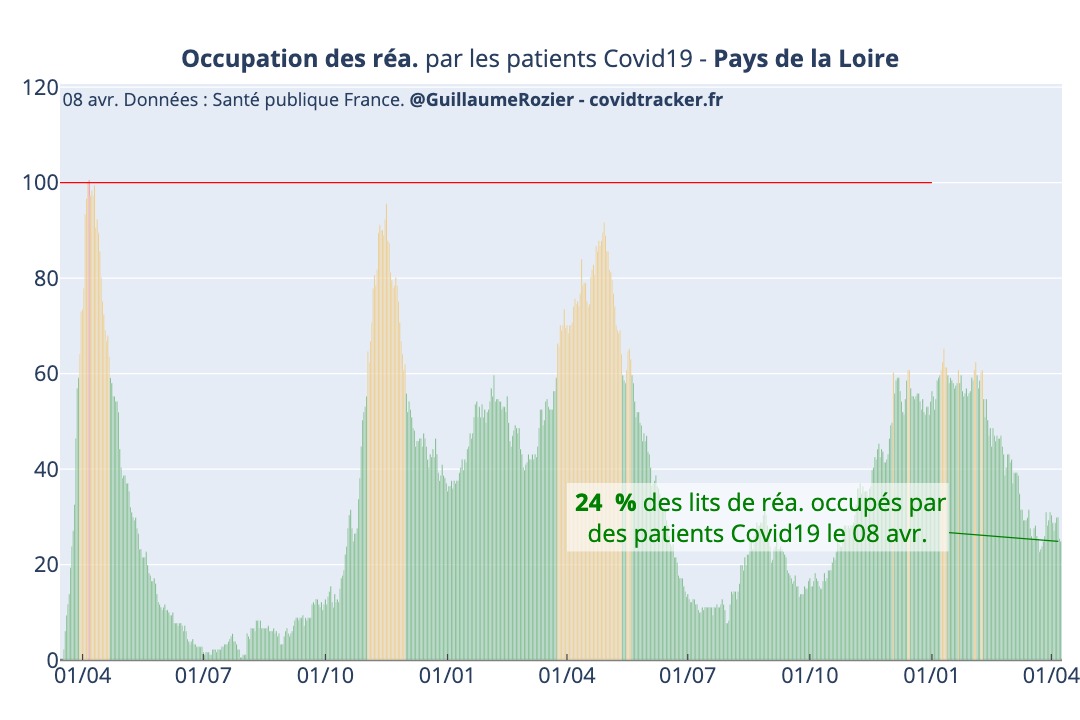 Occupation des réa. par les patients Covid19 - Pays de la Loire
120
08 avr. Données : Santé publique France. @GuillaumeRozier - covidtracker.fr
100
80
60
40
24 % des lits de réa. occupés par
des patients Covid19 le 08 avr.
20
0
01/04 01/07 01/10 01/01 01/04 01/07 01/10 01/01 01/04